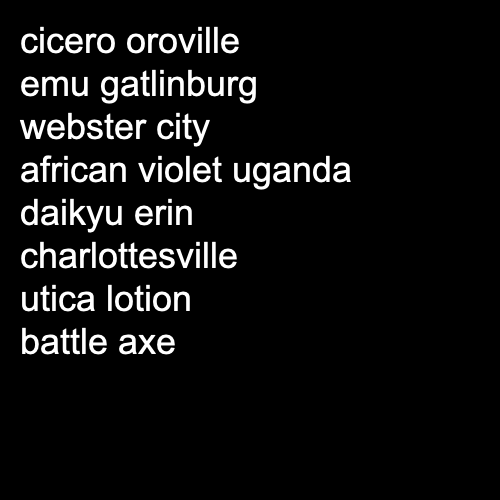 cicero oroville
emu gatlinburg
webster city
african violet uganda
daikyu erin
charlottesville
utica lotion
battle axe